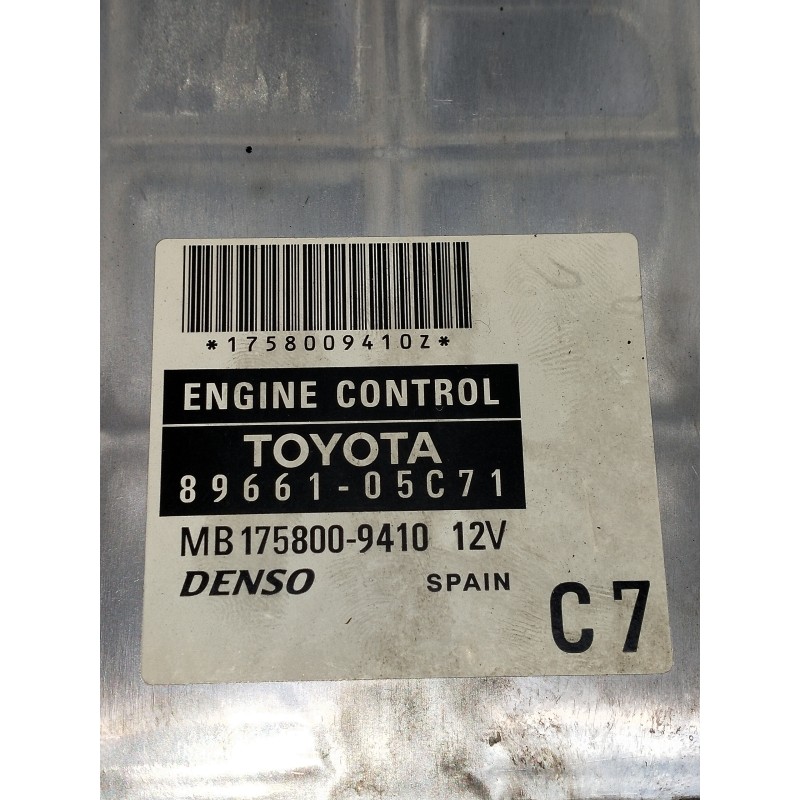 *1758009410Z*
ENGINE CONTROL
TOYOTA
89661-05C71
MB175800-9410 12V
DENSO SPAIN
C7